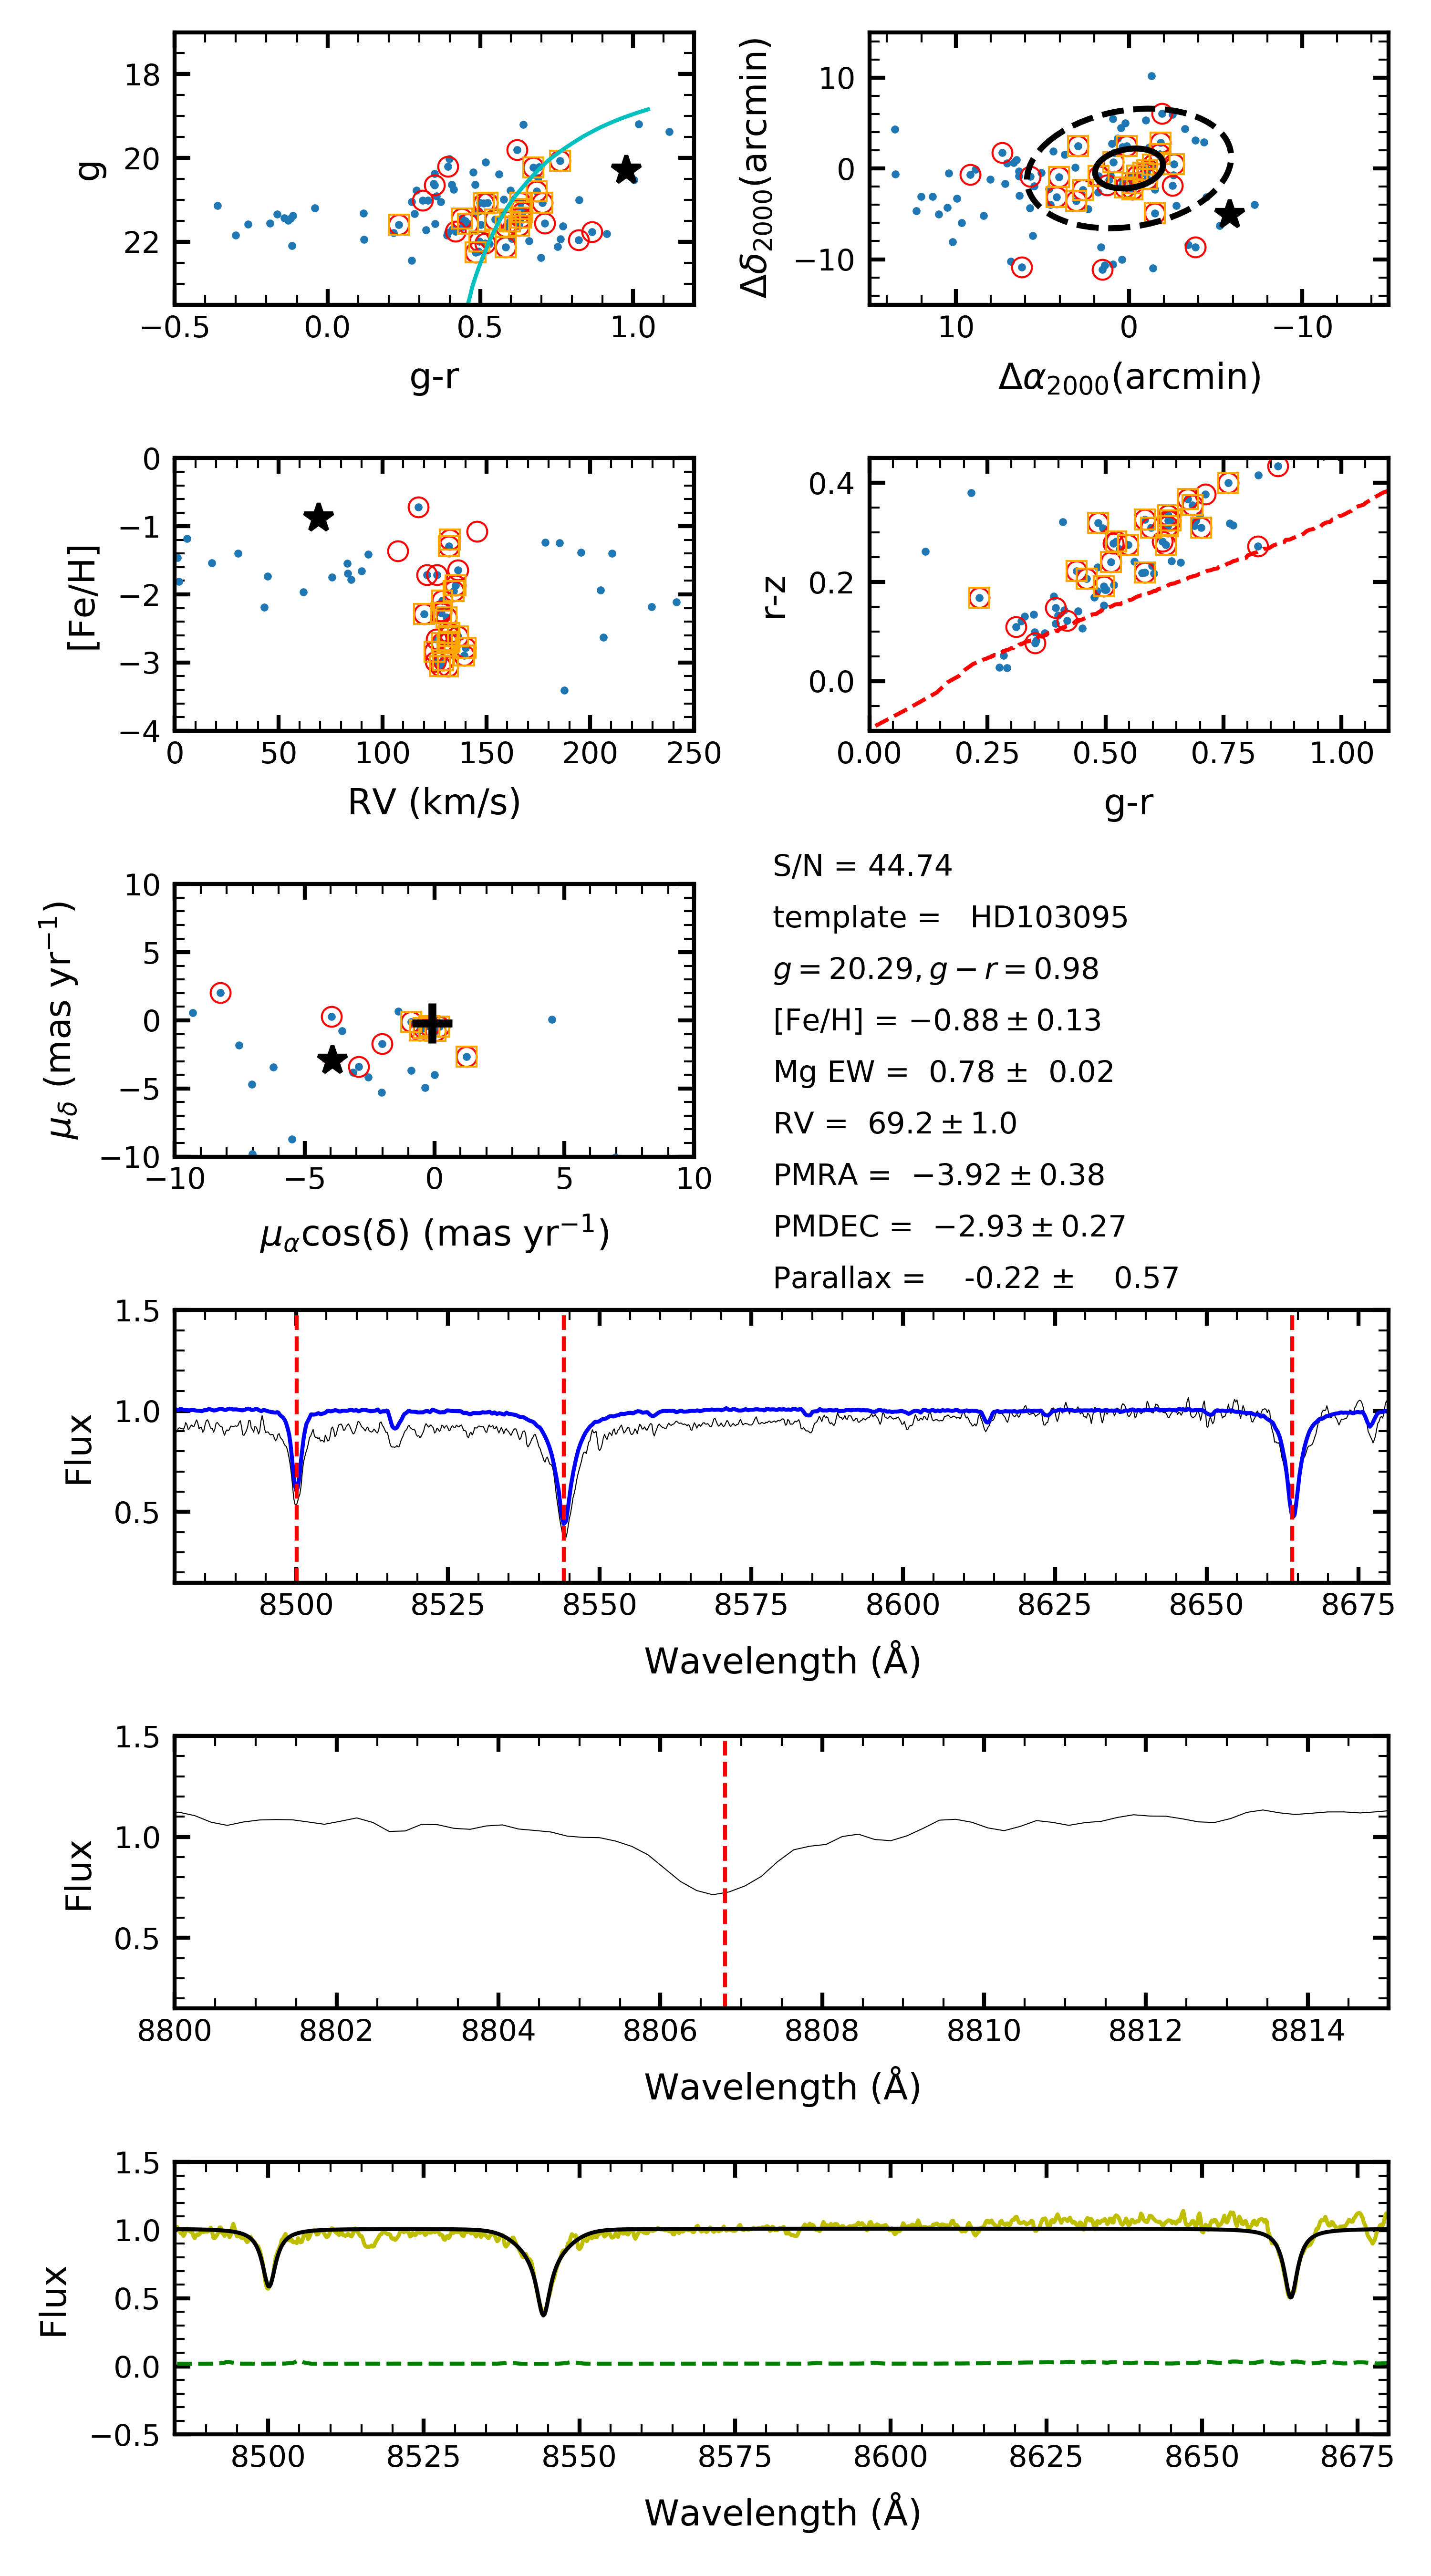 18
20
22
g
−0.5 0.0 0.5 1.0
g-r
10
0
−10
Δδ2000(arcmin)
10 0 −10
Δα2000(arcmin)
0
−1
−2
−3
−4
[Fe/H]
0 50 100 150 200 250
RV (km/s)
0.4
0.2
0.0
r-z
0.00 0.25 0.50 0.75 1.00
g-r
10
5
0
−5
−10
μδ (mas yr−1)
−10 −5 0 5 10
μαcos(δ) (mas yr−1)
S/N = 44.74
template = HD103095
g = 20.29, g − r = 0.98
[Fe/H] = −0.88 ± 0.13
Mg EW = 0.78 ± 0.02
RV = 69.2 ± 1.0
PMRA = −3.92 ± 0.38
PMDEC = −2.93 ± 0.27
Parallax = -0.22 ± 0.57
1.5
1.0
0.5
Flux
8500 8525 8550 8575 8600 8625 8650 8675
Wavelength (Å)
1.5
1.0
0.5
Flux
8800 8802 8804 8806 8808 8810 8812 8814
Wavelength (Å)
1.5
1.0
0.5
0.0
−0.5
Flux
8500 8525 8550 8575 8600 8625 8650 8675
Wavelength (Å)